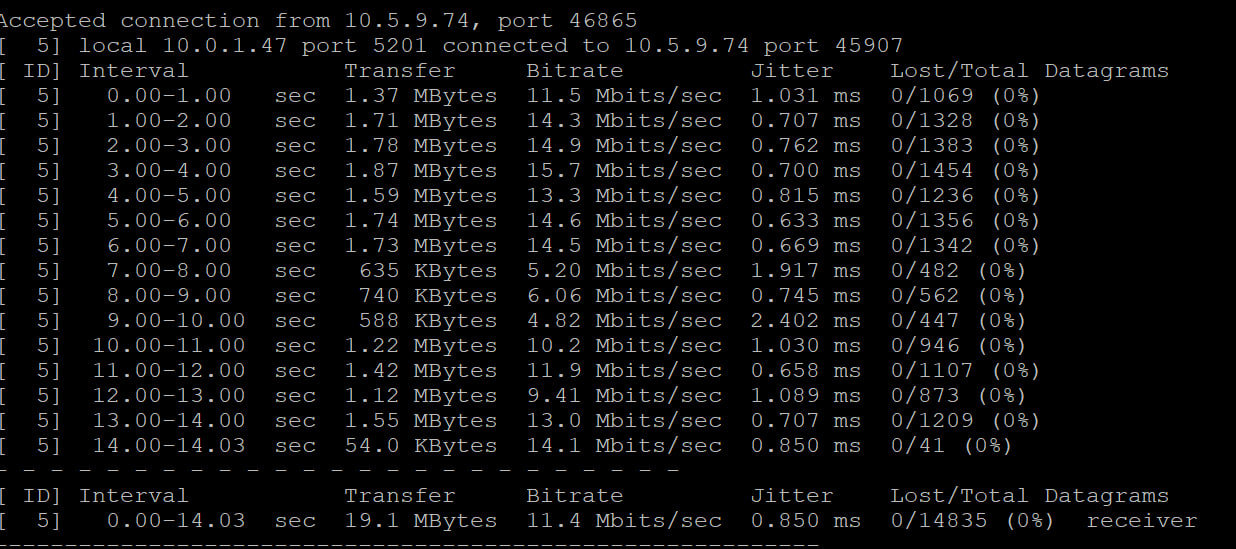 Accepted connection from 10.5.9.74, port 46865
[  5] local 10.0.1.47 port 5201 connected to 10.5.9.74 port 45907
[ ID] Interval           Transfer     Bitrate         Jitter    Lost/Total Datagrams
[  5]   0.00-1.00   sec  1.37 MBytes  11.5 Mbits/sec  1.031 ms  0/1069 (0%)
[  5]   1.00-2.00   sec  1.71 MBytes  14.3 Mbits/sec  0.707 ms  0/1328 (0%)
[  5]   2.00-3.00   sec  1.78 MBytes  14.9 Mbits/sec  0.762 ms  0/1383 (0%)
[  5]   3.00-4.00   sec  1.87 MBytes  15.7 Mbits/sec  0.700 ms  0/1454 (0%)
[  5]   4.00-5.00   sec  1.59 MBytes  13.3 Mbits/sec  0.815 ms  0/1236 (0%)
[  5]   5.00-6.00   sec  1.74 MBytes  14.6 Mbits/sec  0.633 ms  0/1356 (0%)
[  5]   6.00-7.00   sec  1.73 MBytes  14.5 Mbits/sec  0.669 ms  0/1342 (0%)
[  5]   7.00-8.00   sec   635 KBytes  5.20 Mbits/sec  1.917 ms  0/482 (0%)
[  5]   8.00-9.00   sec   740 KBytes  6.06 Mbits/sec  0.745 ms  0/562 (0%)
[  5]   9.00-10.00  sec   588 KBytes  4.82 Mbits/sec  2.402 ms  0/447 (0%)
[  5]  10.00-11.00  sec  1.22 MBytes  10.2 Mbits/sec  1.030 ms  0/946 (0%)
[  5]  11.00-12.00  sec  1.42 MBytes  11.9 Mbits/sec  0.658 ms  0/1107 (0%)
[  5]  12.00-13.00  sec  1.12 MBytes  9.41 Mbits/sec  1.089 ms  0/873 (0%)
[  5]  13.00-14.00  sec  1.55 MBytes  13.0 Mbits/sec  0.707 ms  0/1209 (0%)
[  5]  14.00-14.03  sec  54.0 KBytes  14.1 Mbits/sec  0.850 ms  0/41 (0%)
- - - - - - - - - - - - - - - - - - - - - - - - -
[ ID] Interval           Transfer     Bitrate         Jitter    Lost/Total Datagrams
[  5]   0.00-14.03  sec  19.1 MBytes  11.4 Mbits/sec  0.850 ms  0/14835 (0%)  receiver
-----------------------------------------------------------